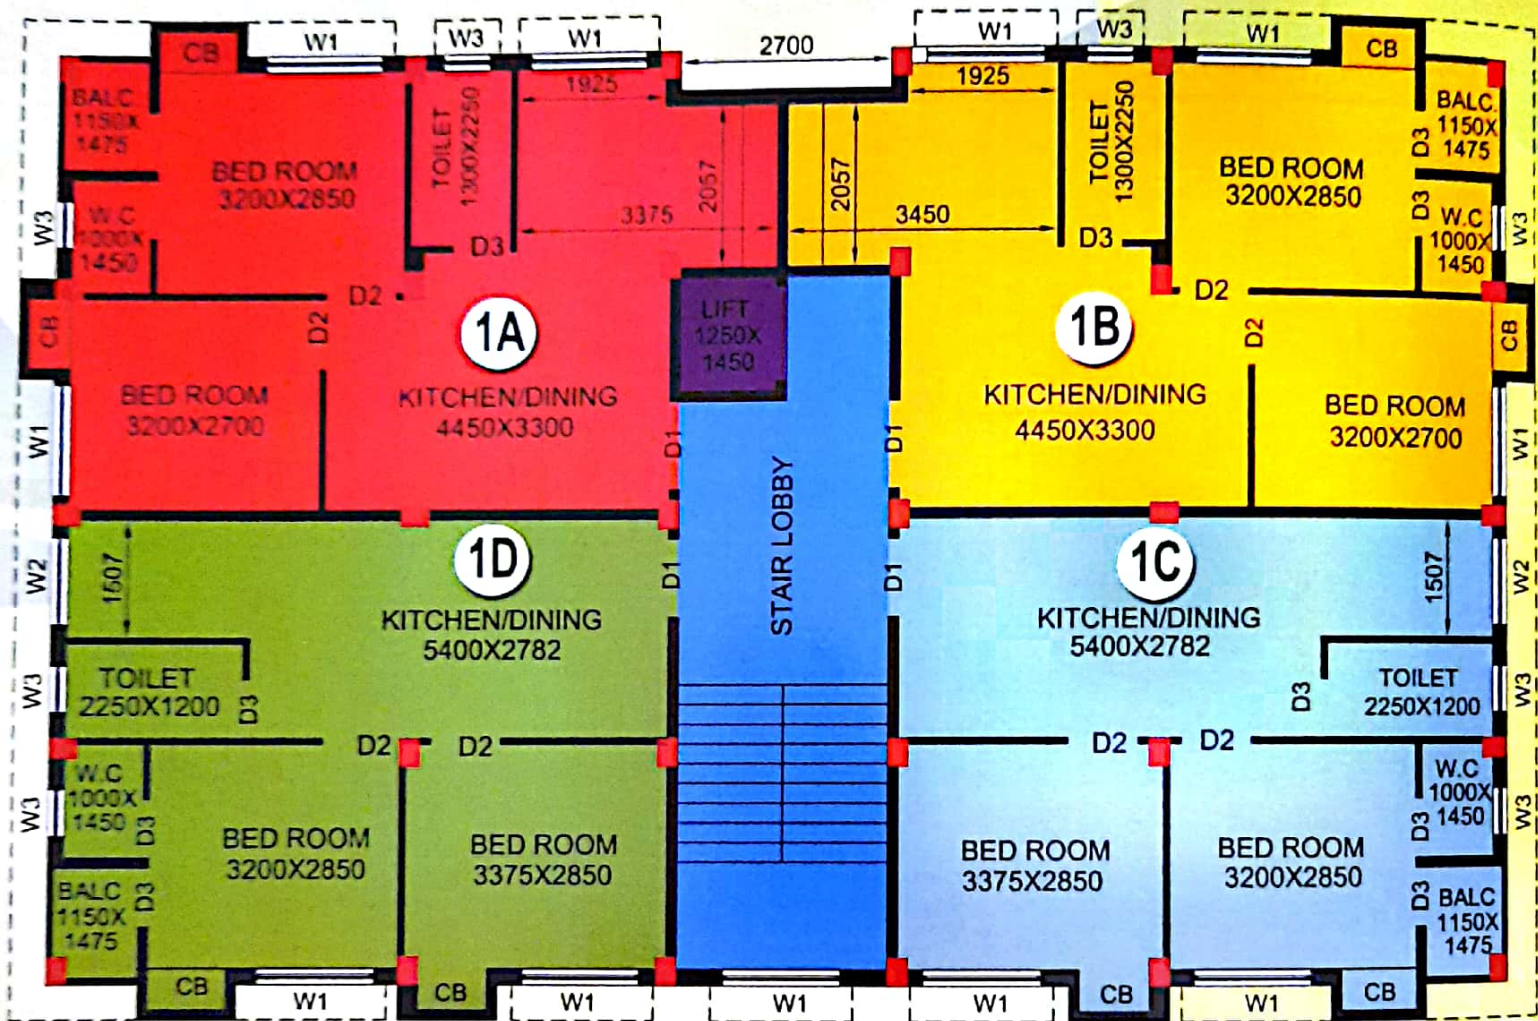 CB
W1
W3
W1
2700
W1
W3
W1
CB
BALC
1150X
1475
BED ROOM
3200X2850
TOILET
1300X2250
1925
2057
3375
1925
2057
3450
TOILET
1300X2250
BED ROOM
3200X2850
D3
BALC.
1150X
1475
W3
W.C
1000X
1450
D3
D3
D3
W.C
1000X
1450
W3
CB
D2
D2
1A
LIFT
1250X
1450
1B
D2
D2
CB
W1
BED ROOM
3200X2700
KITCHEN/DINING
4450X3300
D1
D1
KITCHEN/DINING
4450X3300
BED ROOM
3200X2700
W1
STAIR LOBBY
W2
1507
1D
KITCHEN/DINING
5400X2782
D1
D1
1C
KITCHEN/DINING
5400X2782
1507
W2
W3
TOILET
2250X1200
D3
D3
TOILET
2250X1200
W3
D2
D2
D2
D2
W3
W.C
1000X
1450
D3
BED ROOM
3200X2850
BED ROOM
3375X2850
BED ROOM
3375X2850
BED ROOM
3200X2850
D3
W.C
1000X
1450
W3
BALC
1150X
1475
D3
D3
BALC
1150X
1475
CB
W1
CB
W1
W1
W1
CB
W1
CB